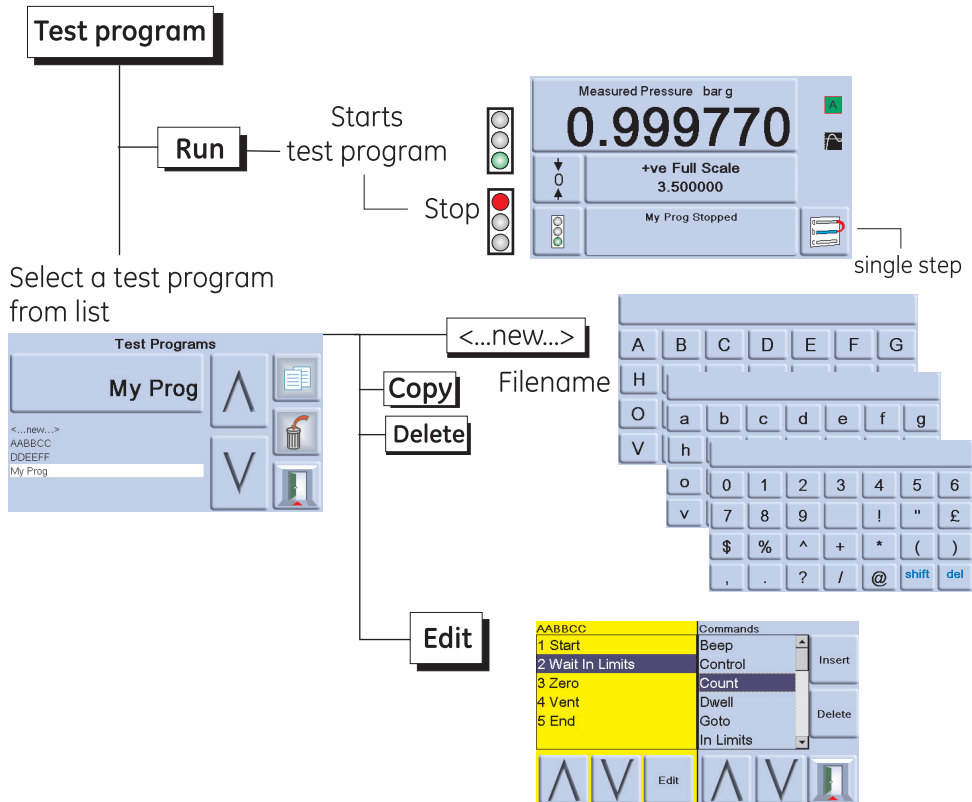 Test program
Run
Starts
test program
Stop
Measured Pressure bar g
0.999770
A
0
+ve Full Scale
3.500000
My Prog Stopped
single step
Select a test program
from list
Test Programs
My Prog
<...new...>
AABBCC
DDEEFF
My Prog
<...new...>
Copy
Delete
Filename
A B C D E F G
H
O
V
a b c d e f g
h
o
v
0 1 2 3 4 5 6
7 8 9 ! " £
$ % ^ + * ( )
, . ? / @ shift del
Edit
AABBCC
1 Start
2 Wait In Limits
3 Zero
4 Vent
5 End
Edit
Commands
Beep
Control
Count
Dwell
Goto
In Limits
Insert
Delete